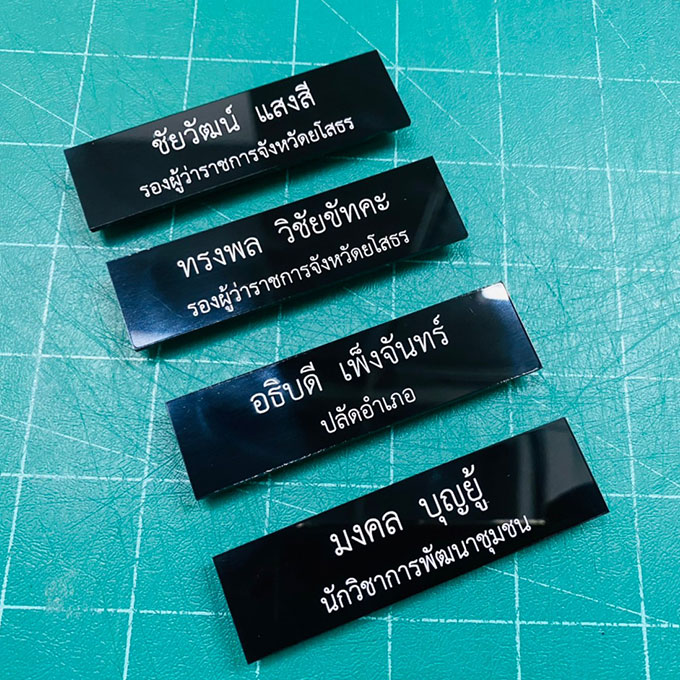 ชัยวัฒน์ แสงสี
รองผู้ว่าราชการจังหวัดยโสธร
ทรงพล วิชัยขัทคะ
รองผู้ว่าราชการจังหวัดยโสธร
อธิบดี เพ็งจันทร์
ปลัดอำเภอ
มงคล บุญยู้
นักวิชาการพัฒนาชุมชน